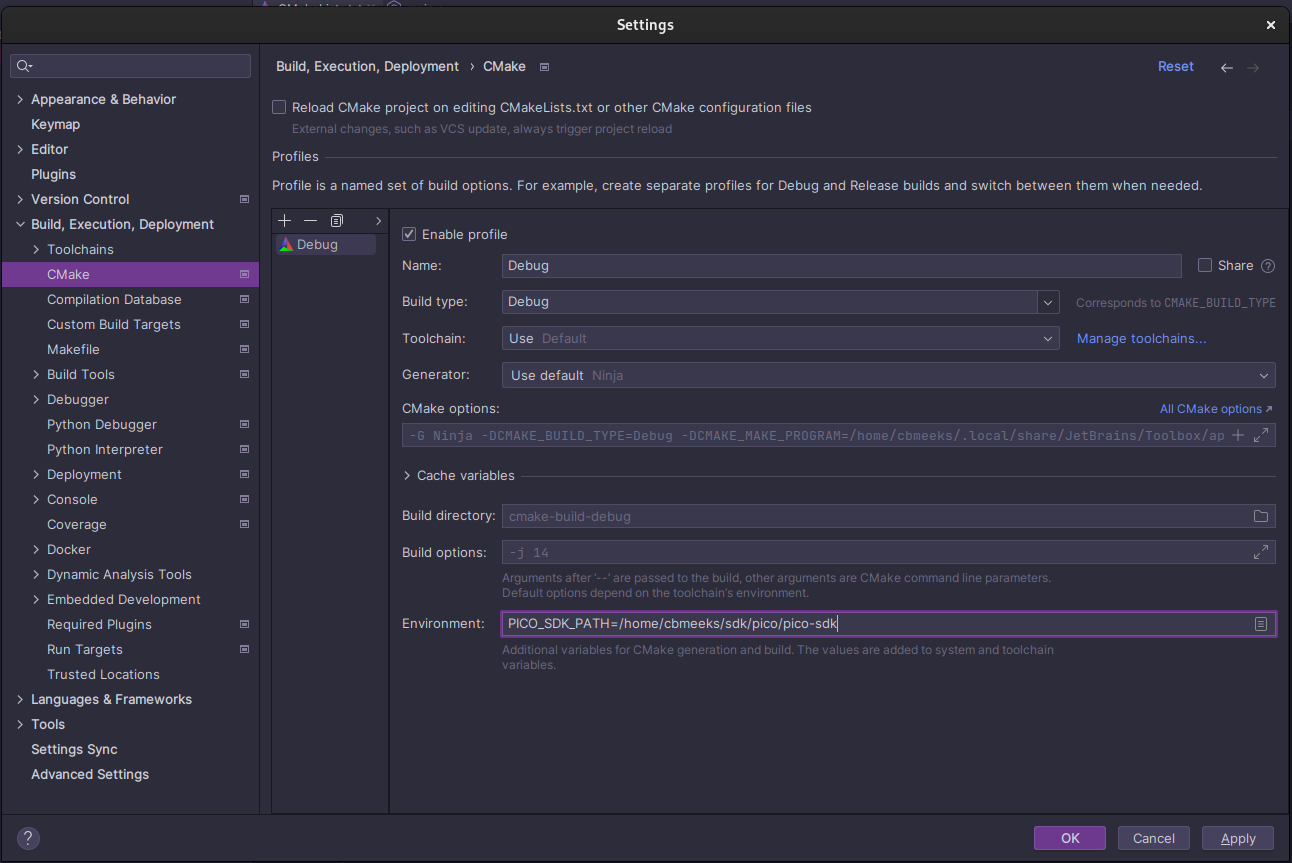 Settings
Build, Execution, Deployment › CMake
Reset
Appearance & Behavior
Keymap
Editor
Plugins
Version Control
Build, Execution, Deployment
Toolchains
CMake
Compilation Database
Custom Build Targets
Makefile
Build Tools
Debugger
Python Debugger
Python Interpreter
Deployment
Console
Coverage
Docker
Dynamic Analysis Tools
Embedded Development
Required Plugins
Run Targets
Trusted Locations
Languages & Frameworks
Tools
Settings Sync
Advanced Settings
Reload CMake project on editing CMakeLists.txt or other CMake configuration files
External changes, such as VCS update, always trigger project reload
Profiles
Profile is a named set of build options. For example, create separate profiles for Debug and Release builds and switch between them when needed.
Debug
Enable profile
Name: Debug Share ?
Build type: Debug Corresponds to CMAKE_BUILD_TYPE
Toolchain: Use Default Manage toolchains...
Generator: Use default Ninja
CMake options: All CMake options ↗
-G Ninja -DCMAKE_BUILD_TYPE=Debug -DCMAKE_MAKE_PROGRAM=/home/cbmeeks/.local/share/JetBrains/Toolbox/ap
Cache variables
Build directory: cmake-build-debug
Build options: -j 14
Arguments after '--' are passed to the build, other arguments are CMake command line parameters.
Default options depend on the toolchain's environment.
Environment: PICO_SDK_PATH=/home/cbmeeks/sdk/pico/pico-sdk
Additional variables for CMake generation and build. The values are added to system and toolchain
variables.
? OK Cancel Apply